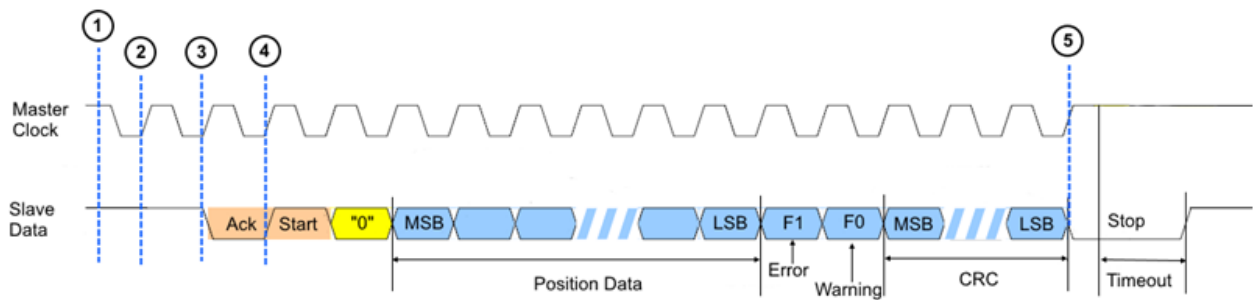 1 2 3 4 5
Master
Clock
Slave
Data
Ack Start "0" MSB LSB F1 F0 MSB LSB Stop
Position Data
Error
Warning
CRC
Timeout